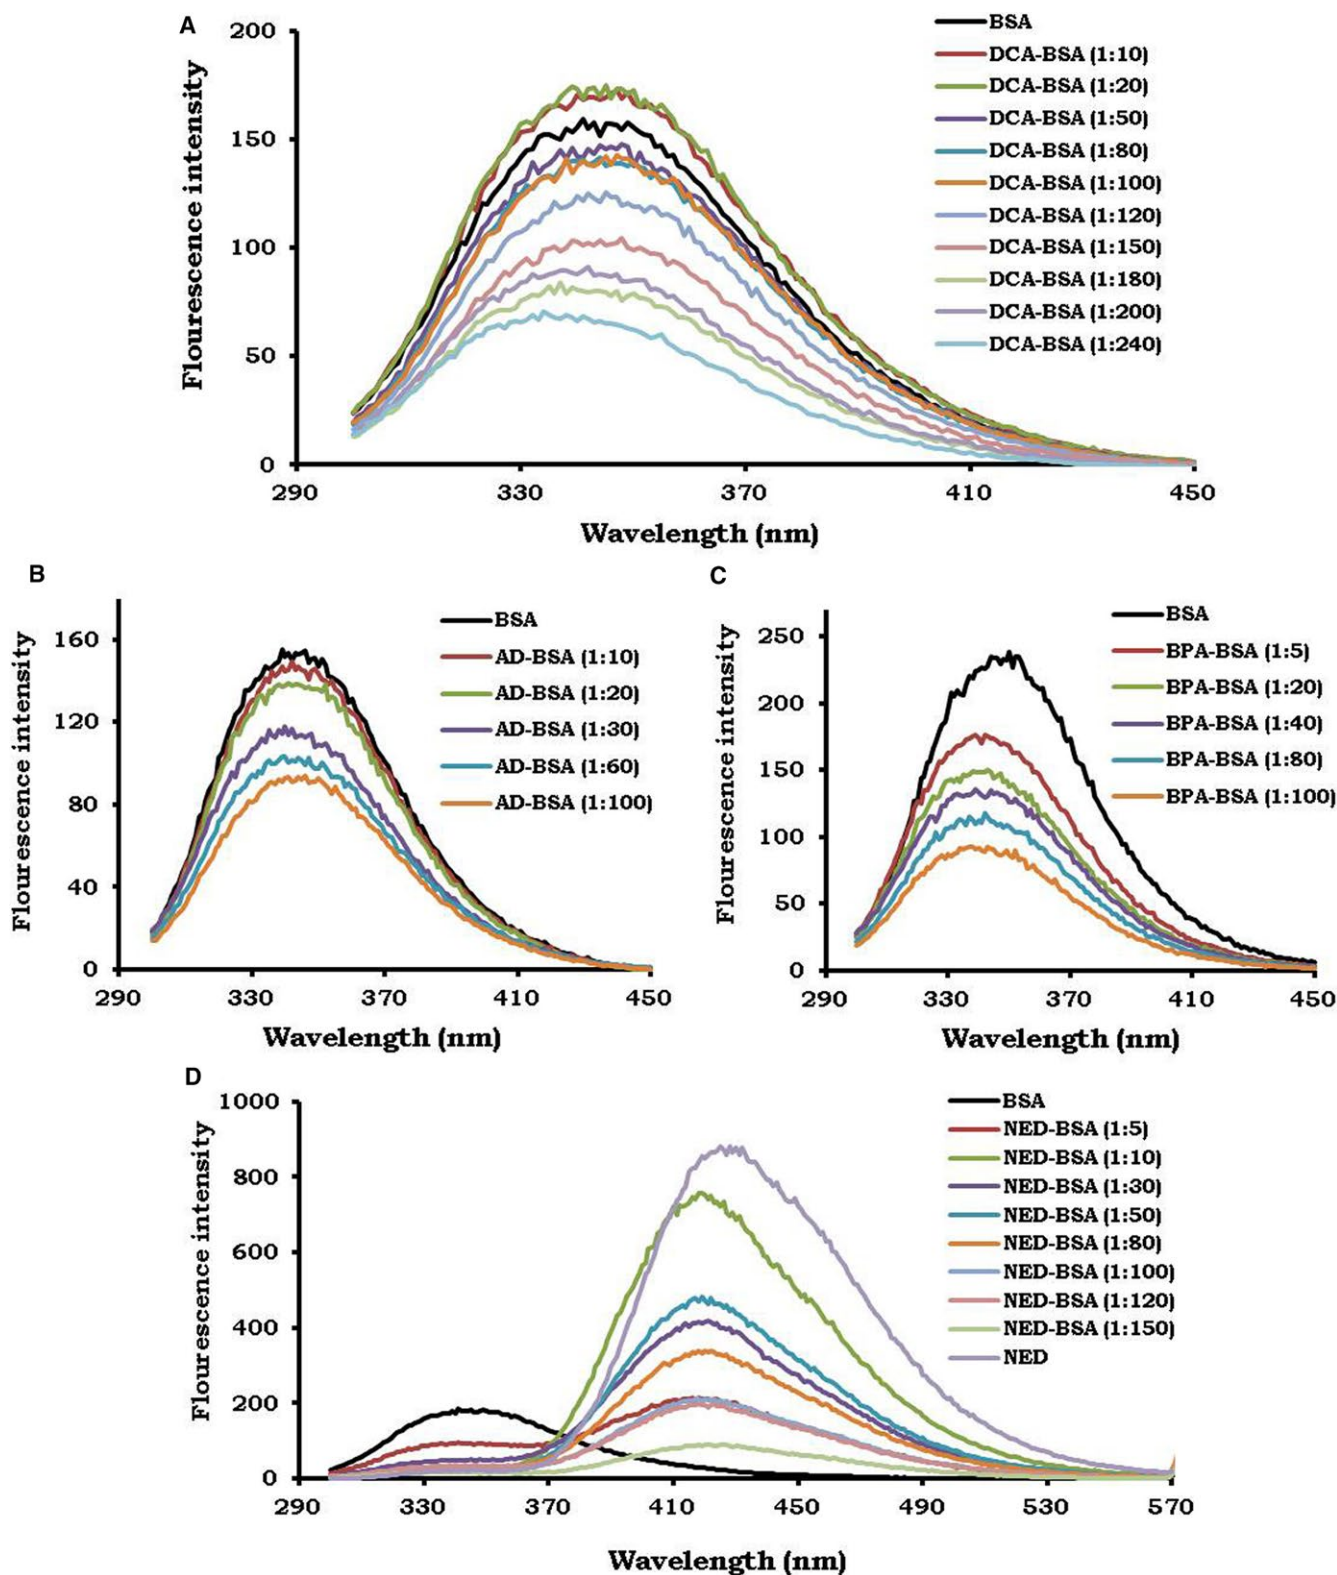 A
Flourescence intensity
200
150
100
50
0
290 330 370 410 450
Wavelength (nm)
BSA
DCA-BSA (1:10)
DCA-BSA (1:20)
DCA-BSA (1:50)
DCA-BSA (1:80)
DCA-BSA (1:100)
DCA-BSA (1:120)
DCA-BSA (1:150)
DCA-BSA (1:180)
DCA-BSA (1:200)
DCA-BSA (1:240)
B
Flourescence intensity
160
120
80
40
0
290 330 370 410 450
Wavelength (nm)
BSA
AD-BSA (1:10)
AD-BSA (1:20)
AD-BSA (1:30)
AD-BSA (1:60)
AD-BSA (1:100)
C
Flourescence intensity
250
200
150
100
50
0
290 330 370 410 450
Wavelength (nm)
BSA
BPA-BSA (1:5)
BPA-BSA (1:20)
BPA-BSA (1:40)
BPA-BSA (1:80)
BPA-BSA (1:100)
D
Flourescence intensity
1000
800
600
400
200
0
290 330 370 410 450 490 530 570
Wavelength (nm)
BSA
NED-BSA (1:5)
NED-BSA (1:10)
NED-BSA (1:30)
NED-BSA (1:50)
NED-BSA (1:80)
NED-BSA (1:100)
NED-BSA (1:120)
NED-BSA (1:150)
NED